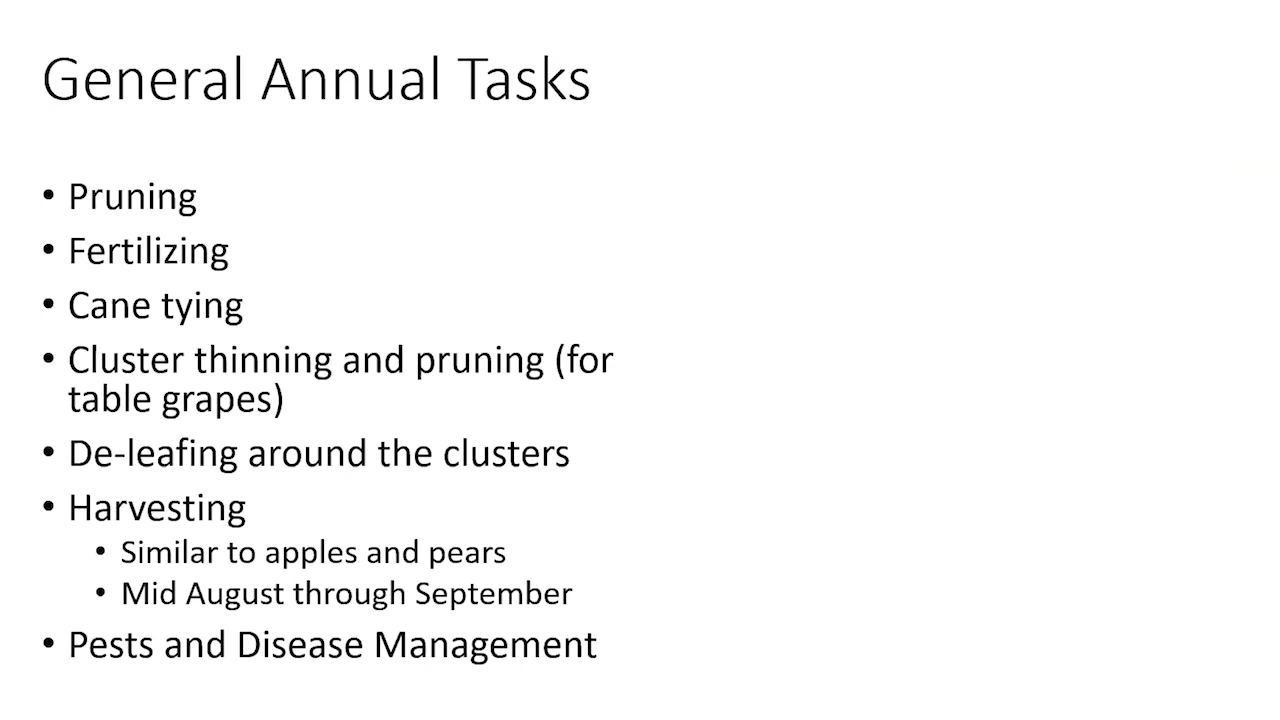 General Annual Tasks
• Pruning
• Fertilizing
• Cane tying
• Cluster thinning and pruning (for
table grapes)
• De-leafing around the clusters
• Harvesting
• Similar to apples and pears
• Mid August through September
• Pests and Disease Management